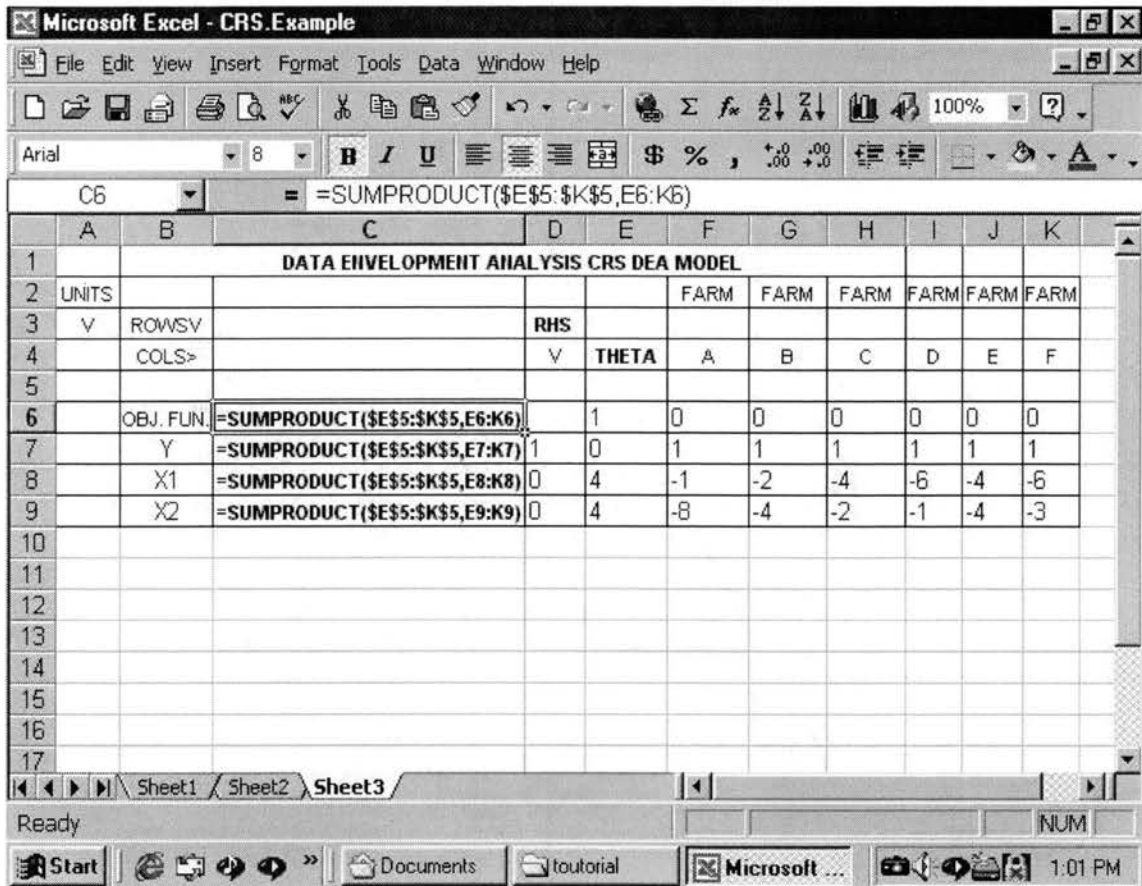 Microsoft Excel - CRS.Example
File Edit View Insert Format Tools Data Window Help
ABC 100%
Arial 8 B I U $ % ,
C6 = =SUMPRODUCT($E$5:$K$5,E6:K6)
A B C D E F G H I J K
1 DATA ENVELOPMENT ANALYSIS CRS DEA MODEL
2 UNITS FARM FARM FARM FARM FARM FARM
3 V ROWSV RHS
4 COLS> V THETA A B C D E F
5
6 OBJ. FUN. =SUMPRODUCT($E$5:$K$5,E6:K6) 1 0 0 0 0 0 0
7 Y =SUMPRODUCT($E$5:$K$5,E7:K7) 1 0 1 1 1 1 1 1
8 X1 =SUMPRODUCT($E$5:$K$5,E8:K8) 0 4 -1 -2 -4 -6 -4 -6
9 X2 =SUMPRODUCT($E$5:$K$5,E9:K9) 0 4 -8 -4 -2 -1 -4 -3
10
11
12
13
14
15
16
17
Sheet1 Sheet2 Sheet3
Ready NUM
Start Documents toutorial Microsoft ... 1:01 PM